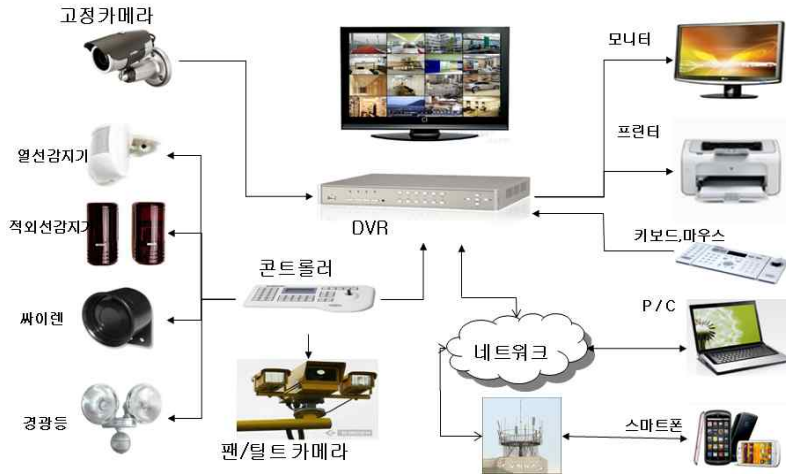 고정카메라
모니터
열선감지기
프린터
적외선감지기
DVR
키보드,마우스
콘트롤러
싸이렌
P/C
네트워크
경광등
팬/틸트 카메라
스마트폰